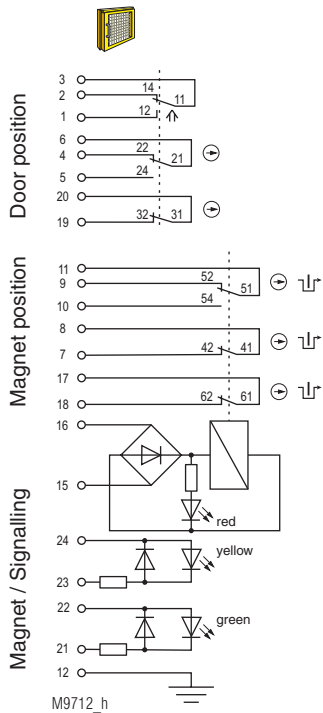 Door position
3
2 14 11
1 12
6
4 22 21
5 24
20
19 32 31
Magnet position
11
9 52 51
10 54
8
7 42 41
17
18 62 61
Magnet / Signalling
16
15
red
24
yellow
23
22
green
21
12
M9712_h